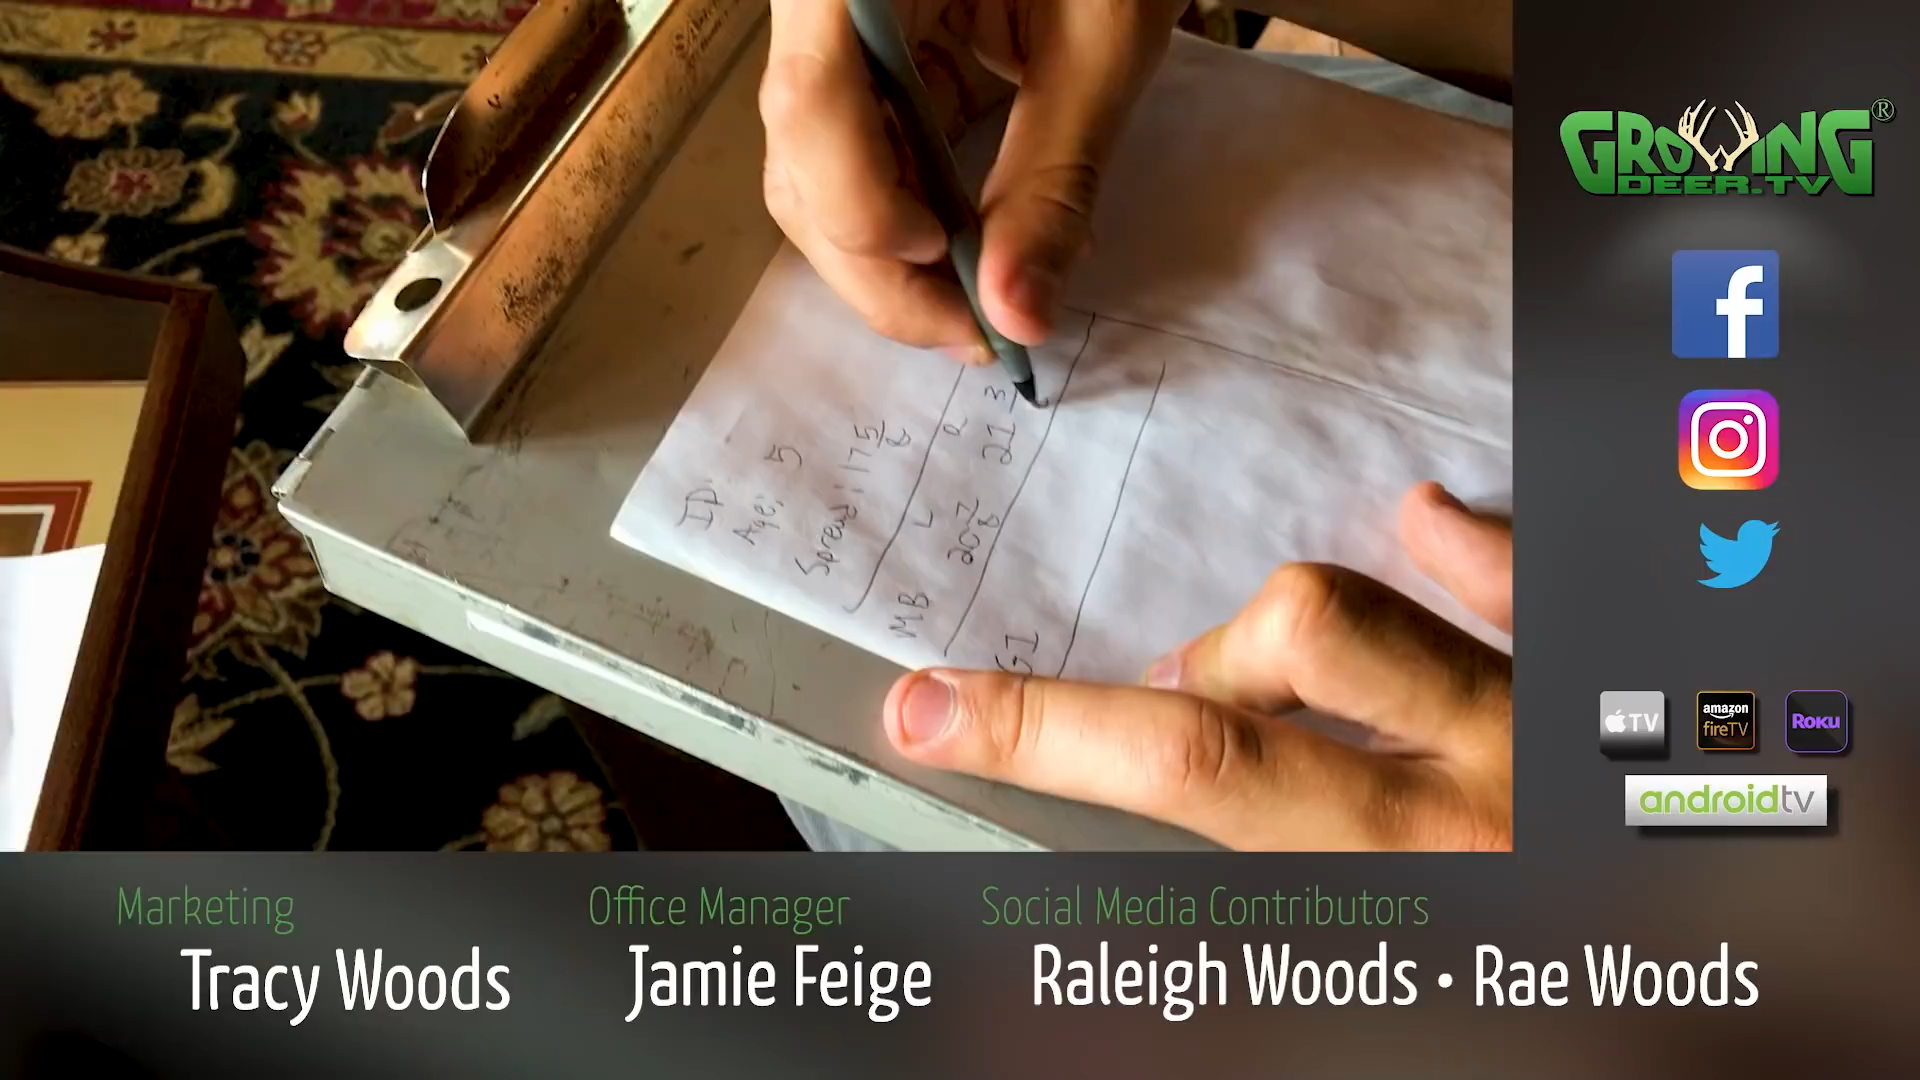 GROWING®
DEER.TV
ID:
Age: 5
Spread: 17 5/8
L R
MB 20 7/8 21 3
G1
f
tv
amazon
fireTV
ROKU
androidtv
Marketing
Office Manager
Social Media Contributors
Tracy Woods
Jamie Feige
Raleigh Woods • Rae Woods